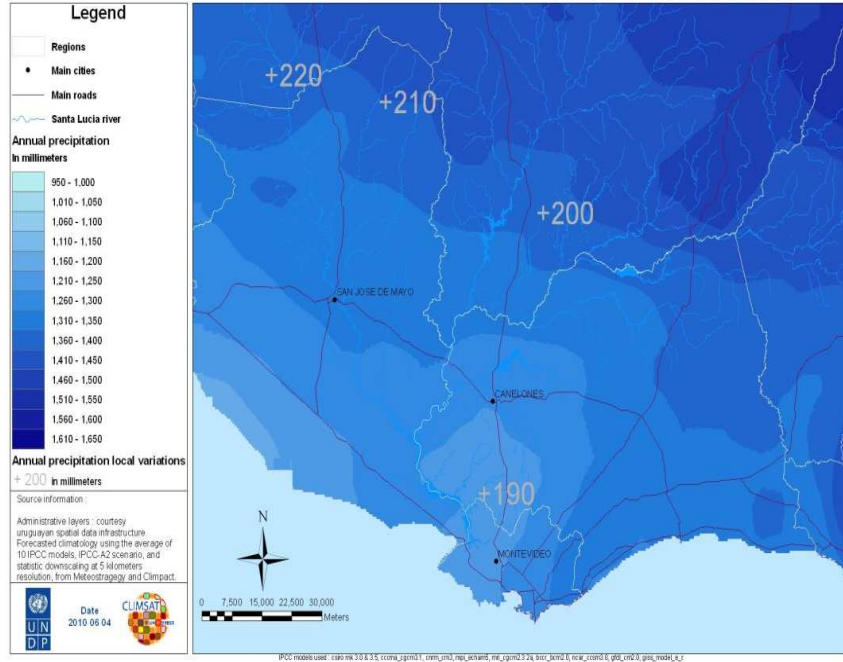 Legend
Regions
Main cities
Main roads
Santa Lucia river
Annual precipitation
In millimeters
950 - 1,000
1,010 - 1,050
1,060 - 1,100
1,110 - 1,150
1,160 - 1,200
1,210 - 1,250
1,260 - 1,300
1,310 - 1,350
1,360 - 1,400
1,410 - 1,450
1,460 - 1,500
1,510 - 1,550
1,560 - 1,600
1,610 - 1,650
Annual precipitation local variations
+ 200 in millimeters
Source information :
Administrative layers : courtesy
uruguayan spatial data infrastructure
Forecasted climatology using the average of
10 IPCC models, IPCC-A2 scenario, and
statistic downscaling at 5 kilometers
resolution, from Meteostragegy and Climpact.
U N
D P
Date
2010 06 04
CLIMSAT
+220
+210
+200
SAN JOSE DE MAYO
CANELONES
+190
MONTEVIDEO
N
0 7,500 15,000 22,500 30,000
Meters
IPCC models used :